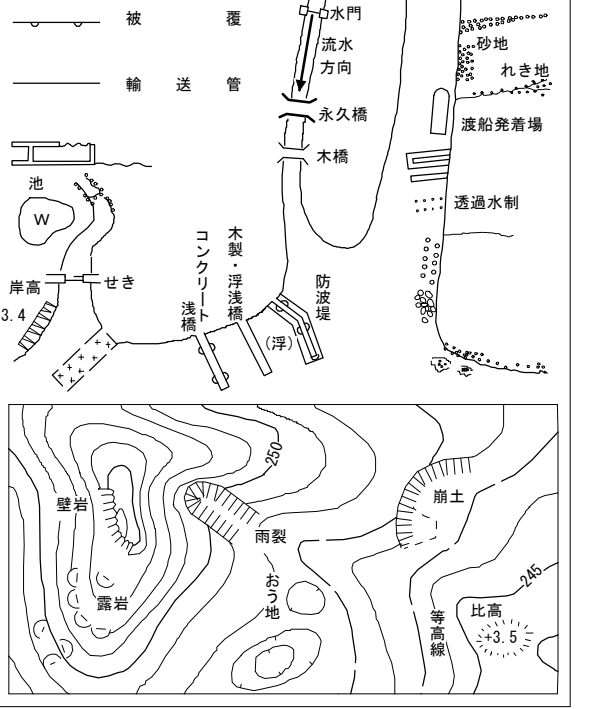 被覆
輸送管
水門
流水
方向
永久橋
木橋
砂地
れき地
渡船発着場
透過水制
池
W
せき
岸高
3.4
コンクリート
浅橋
木製・浮浅橋
防波堤
(浮)
250
壁岩
露岩
雨裂
おう地
崩土
等高線
245
比高
+3.5